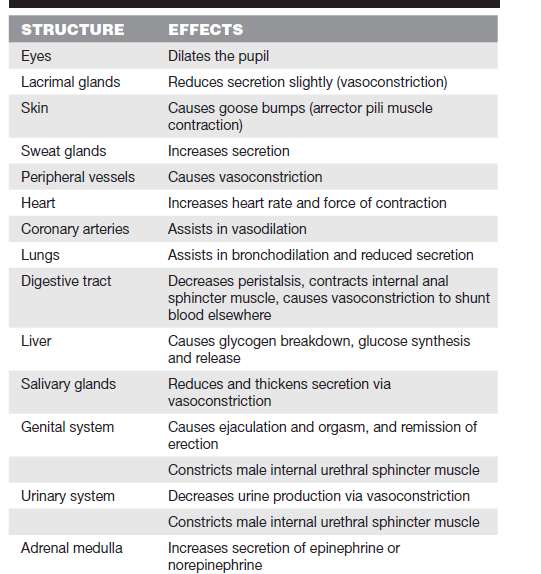 STRUCTURE EFFECTS
Eyes Dilates the pupil
Lacrimal glands Reduces secretion slightly (vasoconstriction)
Skin Causes goose bumps (arrector pili muscle
contraction)
Sweat glands Increases secretion
Peripheral vessels Causes vasoconstriction
Heart Increases heart rate and force of contraction
Coronary arteries Assists in vasodilation
Lungs Assists in bronchodilation and reduced secretion
Digestive tract Decreases peristalsis, contracts internal anal
sphincter muscle, causes vasoconstriction to shunt
blood elsewhere
Liver Causes glycogen breakdown, glucose synthesis
and release
Salivary glands Reduces and thickens secretion via
vasoconstriction
Genital system Causes ejaculation and orgasm, and remission of
erection
Constricts male internal urethral sphincter muscle
Urinary system Decreases urine production via vasoconstriction
Constricts male internal urethral sphincter muscle
Adrenal medulla Increases secretion of epinephrine or
norepinephrine